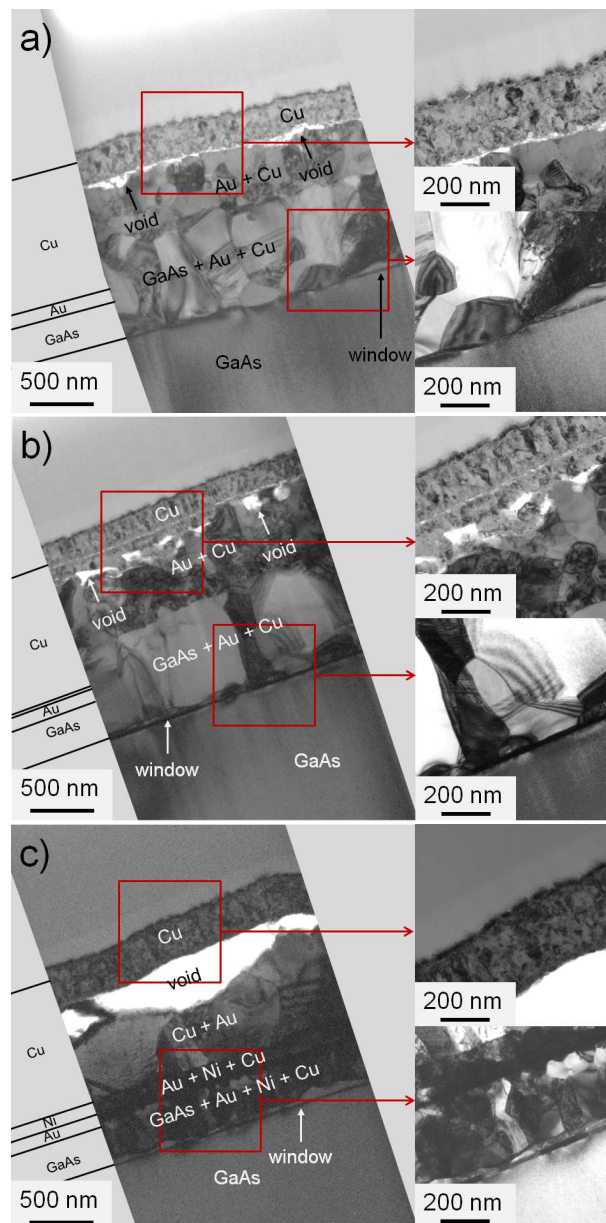 a)
Cu
Au + Cu
void
void
GaAs + Au + Cu
window
GaAs
Cu
Au
GaAs
500 nm
200 nm
200 nm
b)
Cu
Au + Cu
void
void
GaAs + Au + Cu
window
GaAs
Cu
Au
GaAs
500 nm
200 nm
200 nm
c)
Cu
void
Cu + Au
Au + Ni + Cu
GaAs + Au + Ni + Cu
window
GaAs
Cu
Ni
Au
GaAs
500 nm
200 nm
200 nm